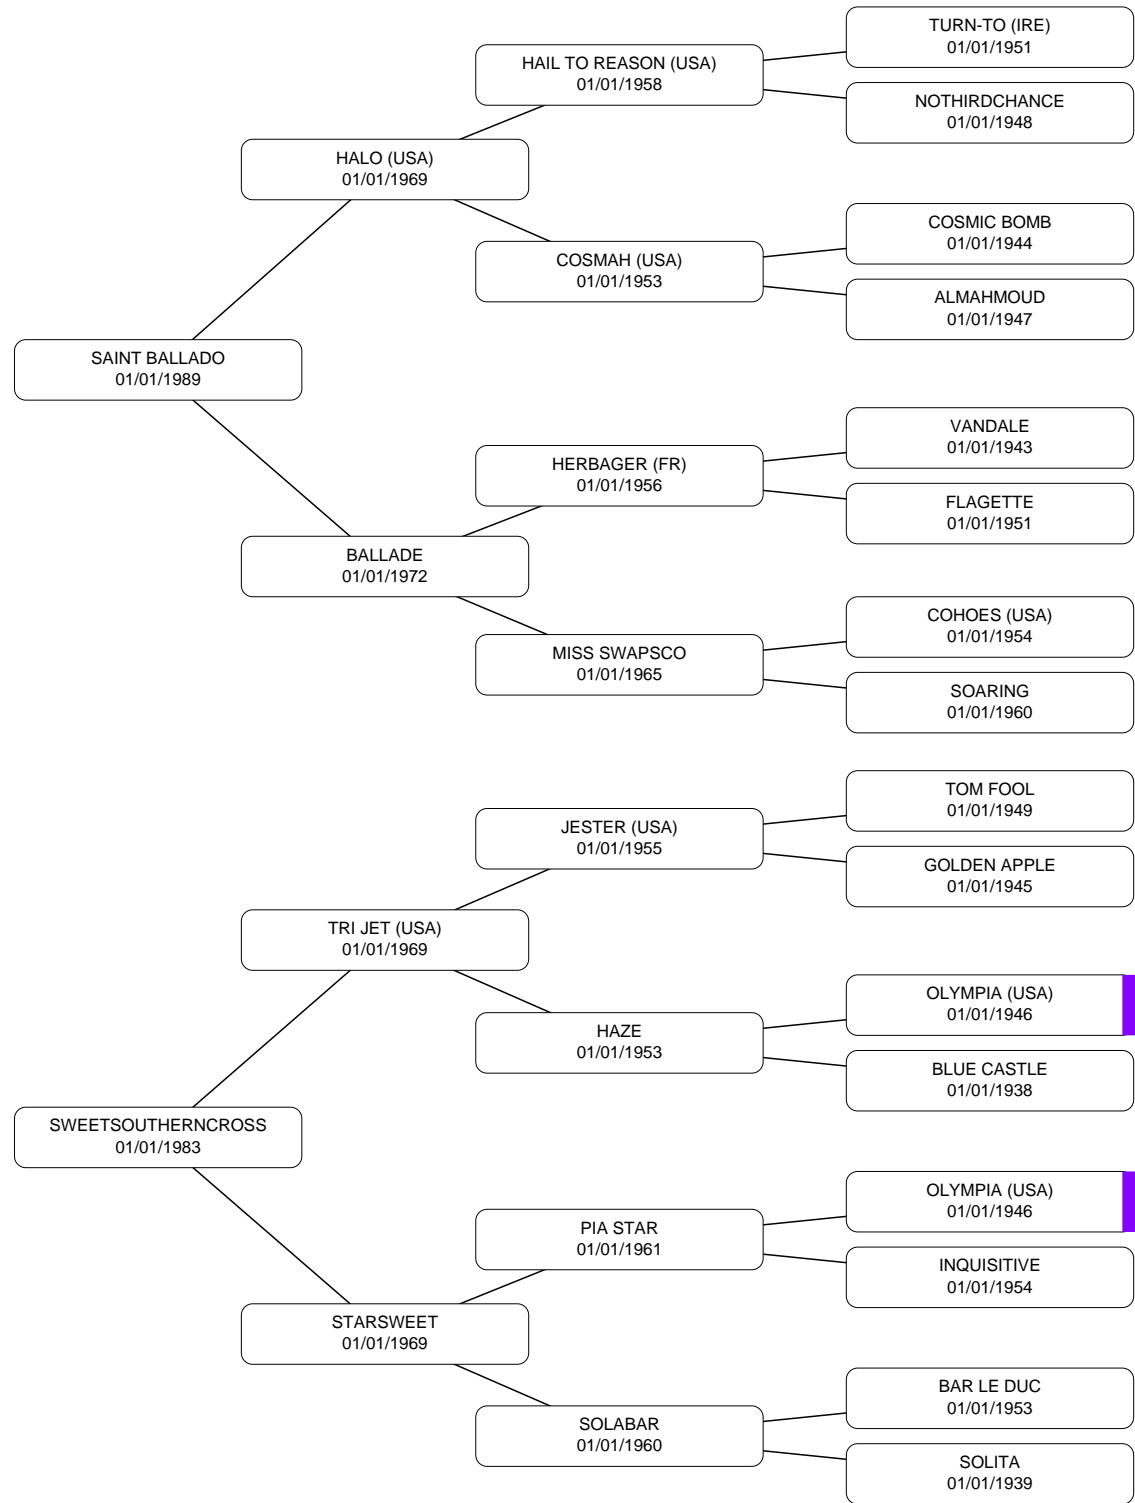 TURN-TO (IRE)
01/01/1951
HAIL TO REASON (USA)
01/01/1958
NOTHIRDCHANCE
01/01/1948
HALO (USA)
01/01/1969
COSMIC BOMB
01/01/1944
COSMAH (USA)
01/01/1953
ALMAHMOUD
01/01/1947
SAINT BALLADO
01/01/1989
VANDALE
01/01/1943
HERBAGER (FR)
01/01/1956
FLAGETTE
01/01/1951
BALLADE
01/01/1972
COHOES (USA)
01/01/1954
MISS SWAPSCO
01/01/1965
SOARING
01/01/1960
TOM FOOL
01/01/1949
JESTER (USA)
01/01/1955
GOLDEN APPLE
01/01/1945
TRI JET (USA)
01/01/1969
OLYMPIA (USA)
01/01/1946
HAZE
01/01/1953
BLUE CASTLE
01/01/1938
SWEETSOUTHERNCROSS
01/01/1983
OLYMPIA (USA)
01/01/1946
PIA STAR
01/01/1961
INQUISITIVE
01/01/1954
STARSWEET
01/01/1969
BAR LE DUC
01/01/1953
SOLABAR
01/01/1960
SOLITA
01/01/1939